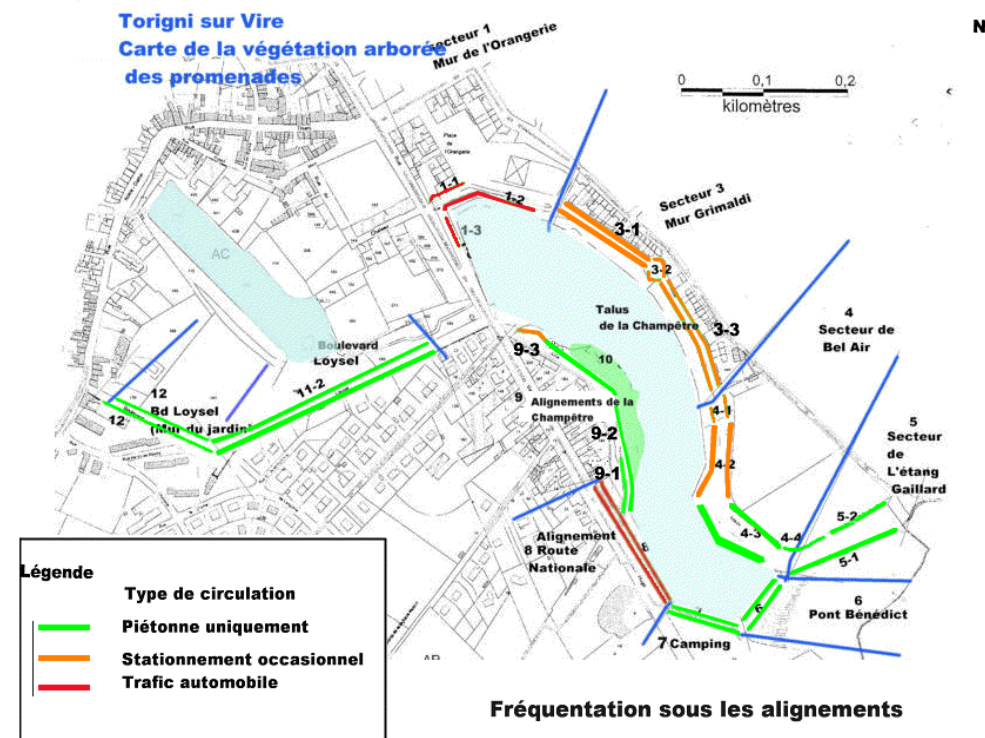 Torigni sur Vire
Carte de la végétation arborée
des promenades
Secteur 1
Mur de l'Orangerie
N
0 0,1 0,2
kilomètres
Place
de
l'Orangerie
1-1
1-2
1-3
Secteur 3
Mur Grimaldi
3-1
3-2
3-3
AC
Talus
de la Champêtre
4
Secteur de
Bel Air
Boulevard
Loysel
9-3
10
11-2
12
Bd Loysel
(Mur du jardin)
12
9
Alignements de la
Champêtre
9-2
9-1
4-1
4-2
4-3
4-4
5
Secteur
de
L'étang
Gaillard
5-2
5-1
Alignement
8 Route
Nationale
8
7
6
6
Pont Bénédict
7 Camping
Légende
Type de circulation
Piétonne uniquement
Stationnement occasionnel
Trafic automobile
Fréquentation sous les alignements